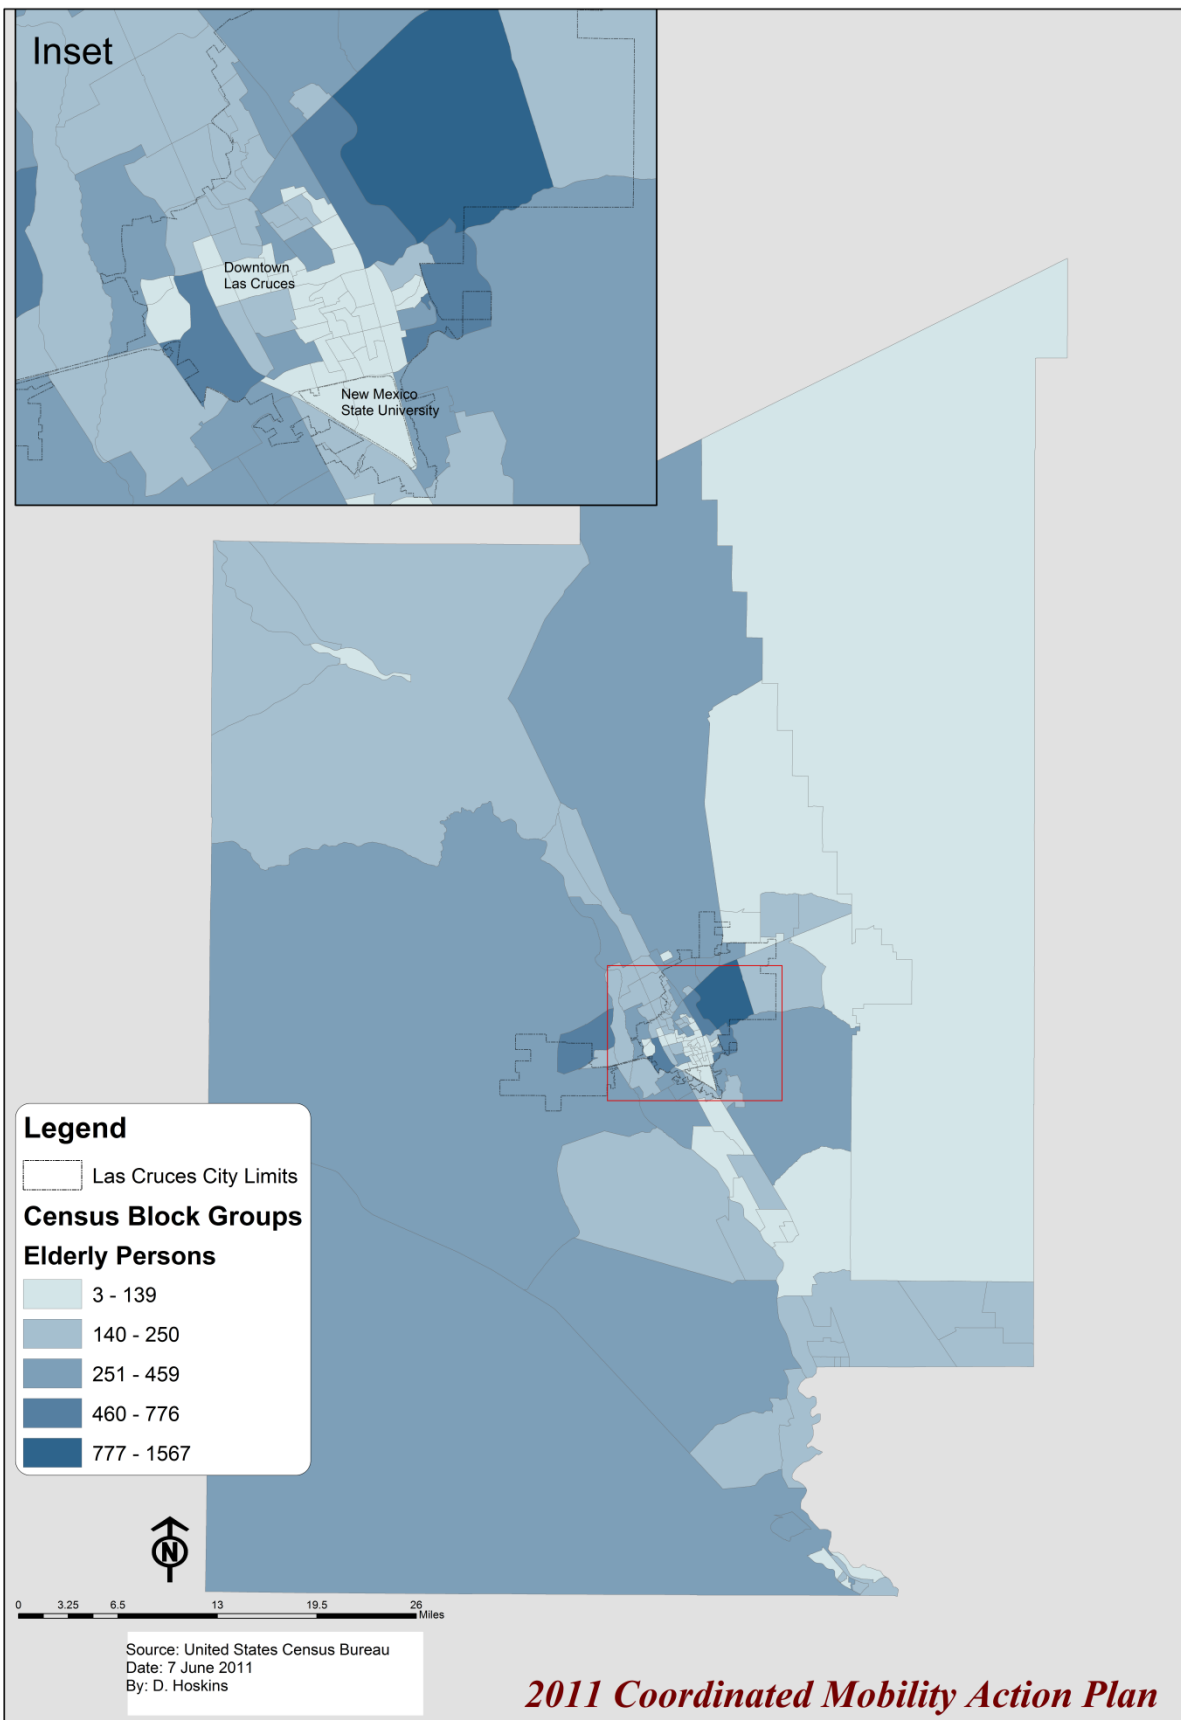 Inset
Downtown
Las Cruces
New Mexico
State University
Legend
Las Cruces City Limits
Census Block Groups
Elderly Persons
3 - 139
140 - 250
251 - 459
460 - 776
777 - 1567
N
0 3.25 6.5 13 19.5 26
Miles
Source: United States Census Bureau
Date: 7 June 2011
By: D. Hoskins
2011 Coordinated Mobility Action Plan